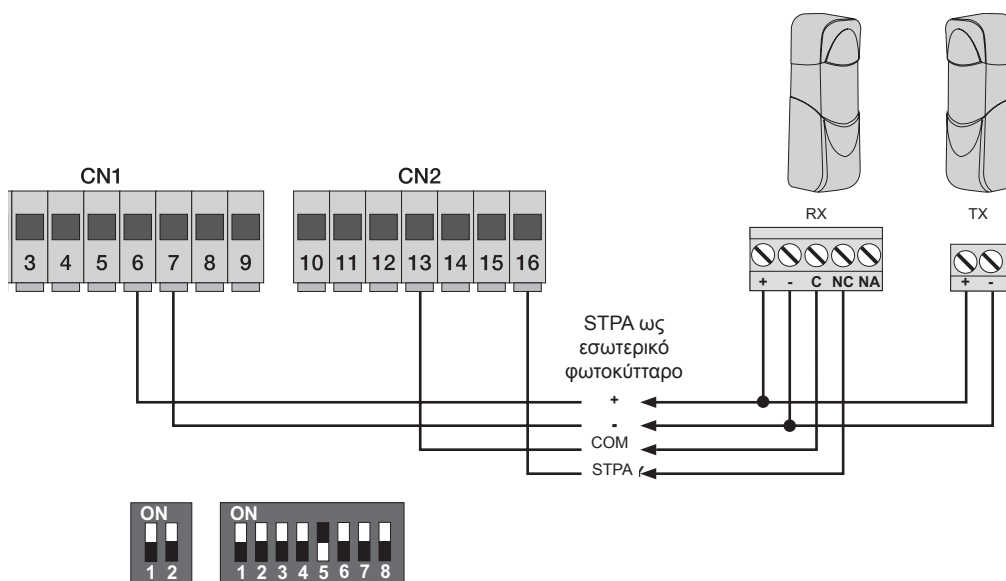 RX
TX
CN1
CN2
3 4 5 6 7 8 9
10 11 12 13 14 15 16
+ - C NC NA
+ -
STPA ως
εσωτερικό
φωτοκύτταρο
+
-
COM
STPA
ON
1 2
ON
1 2 3 4 5 6 7 8